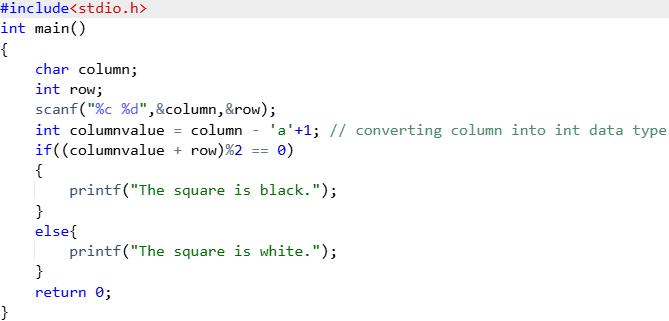 #include<stdio.h>
int main()
{
    char column;
    int row;
    scanf("%c %d",&column,&row);
    int columnvalue = column - 'a'+1; // converting column into int data type
    if((columnvalue + row)%2 == 0)
    {
        printf("The square is black.");
    }
    else{
        printf("The square is white.");
    }
    return 0;
}